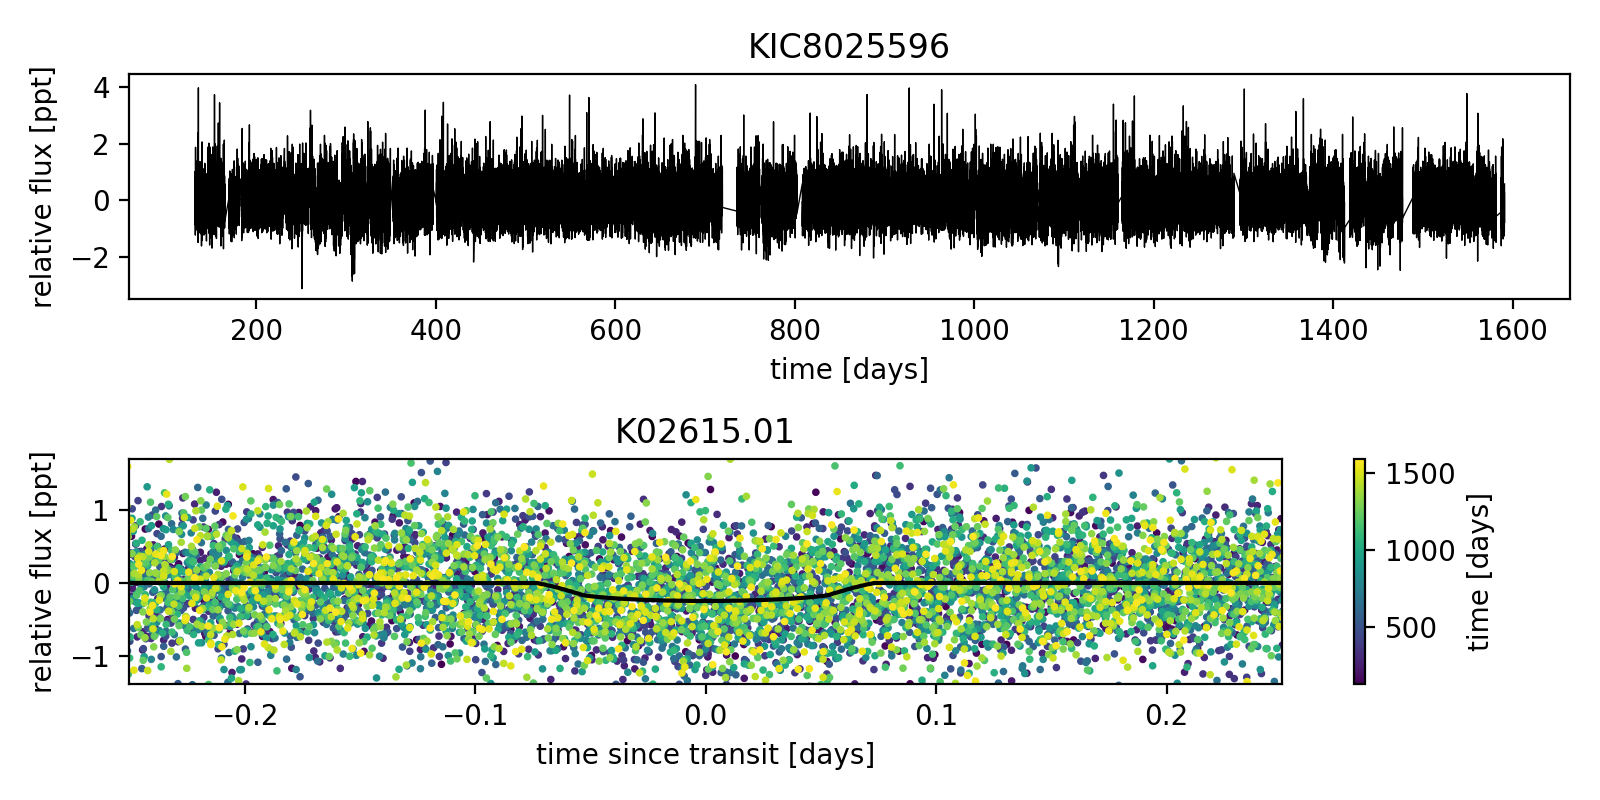 KIC8025596
relative flux [ppt]
4
2
0
−2
200 400 600 800 1000 1200 1400 1600
time [days]
K02615.01
relative flux [ppt]
1
0
−1
−0.2 −0.1 0.0 0.1 0.2
time since transit [days]
1500
1000
500
time [days]